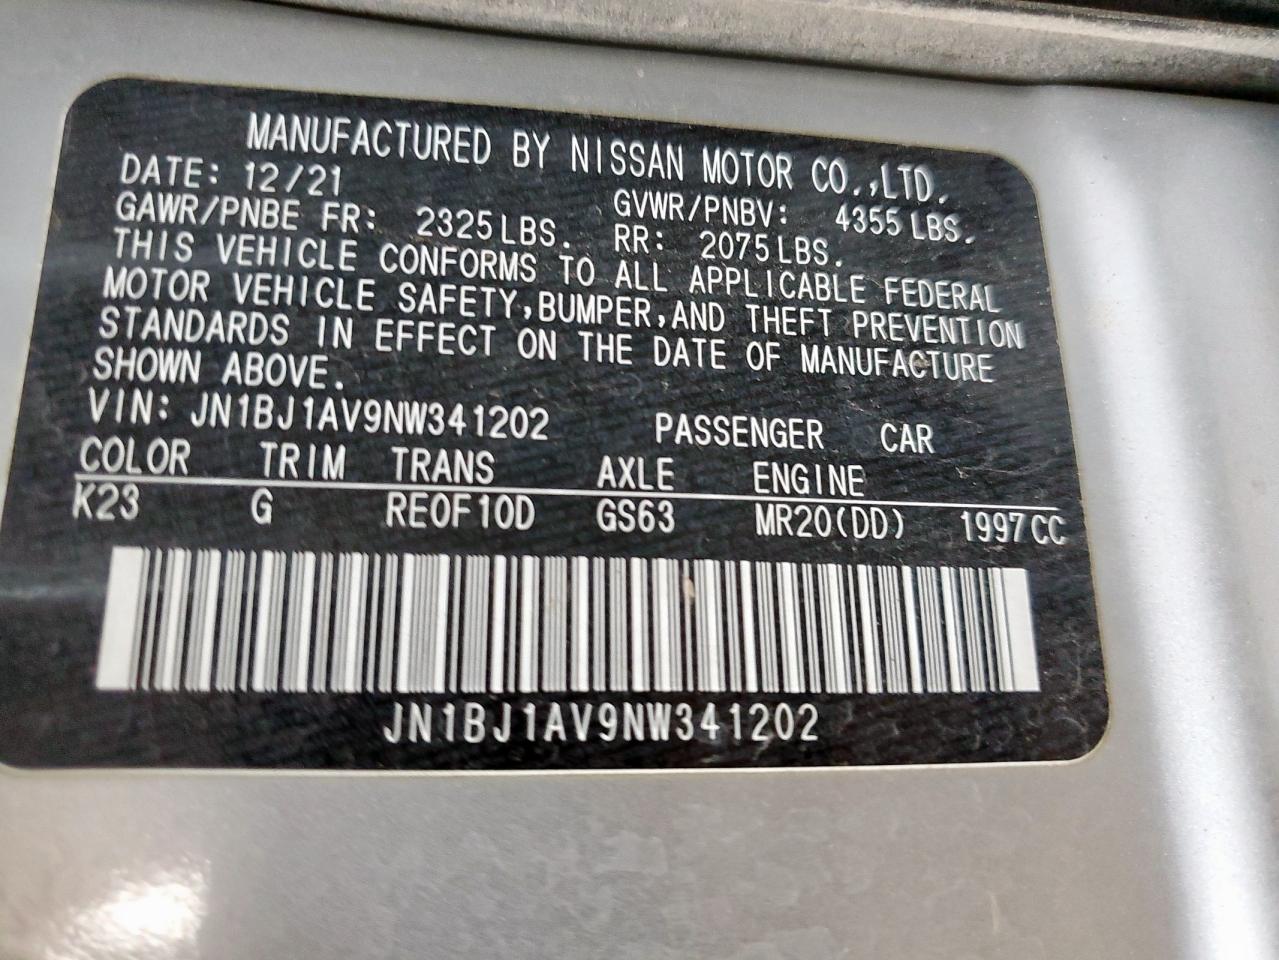 MANUFACTURED BY NISSAN MOTOR CO.,LTD.
DATE: 12/21 GVWR/PNBV: 4355 LBS.
GAWR/PNBE FR: 2325 LBS. RR: 2075 LBS.
THIS VEHICLE CONFORMS TO ALL APPLICABLE FEDERAL
MOTOR VEHICLE SAFETY,BUMPER,AND THEFT PREVENTION
STANDARDS IN EFFECT ON THE DATE OF MANUFACTURE
SHOWN ABOVE.
VIN: JN1BJ1AV9NW341202 PASSENGER CAR
COLOR TRIM TRANS AXLE ENGINE
K23 G RE0F10D GS63 MR20(DD) 1997CC
JN1BJ1AV9NW341202